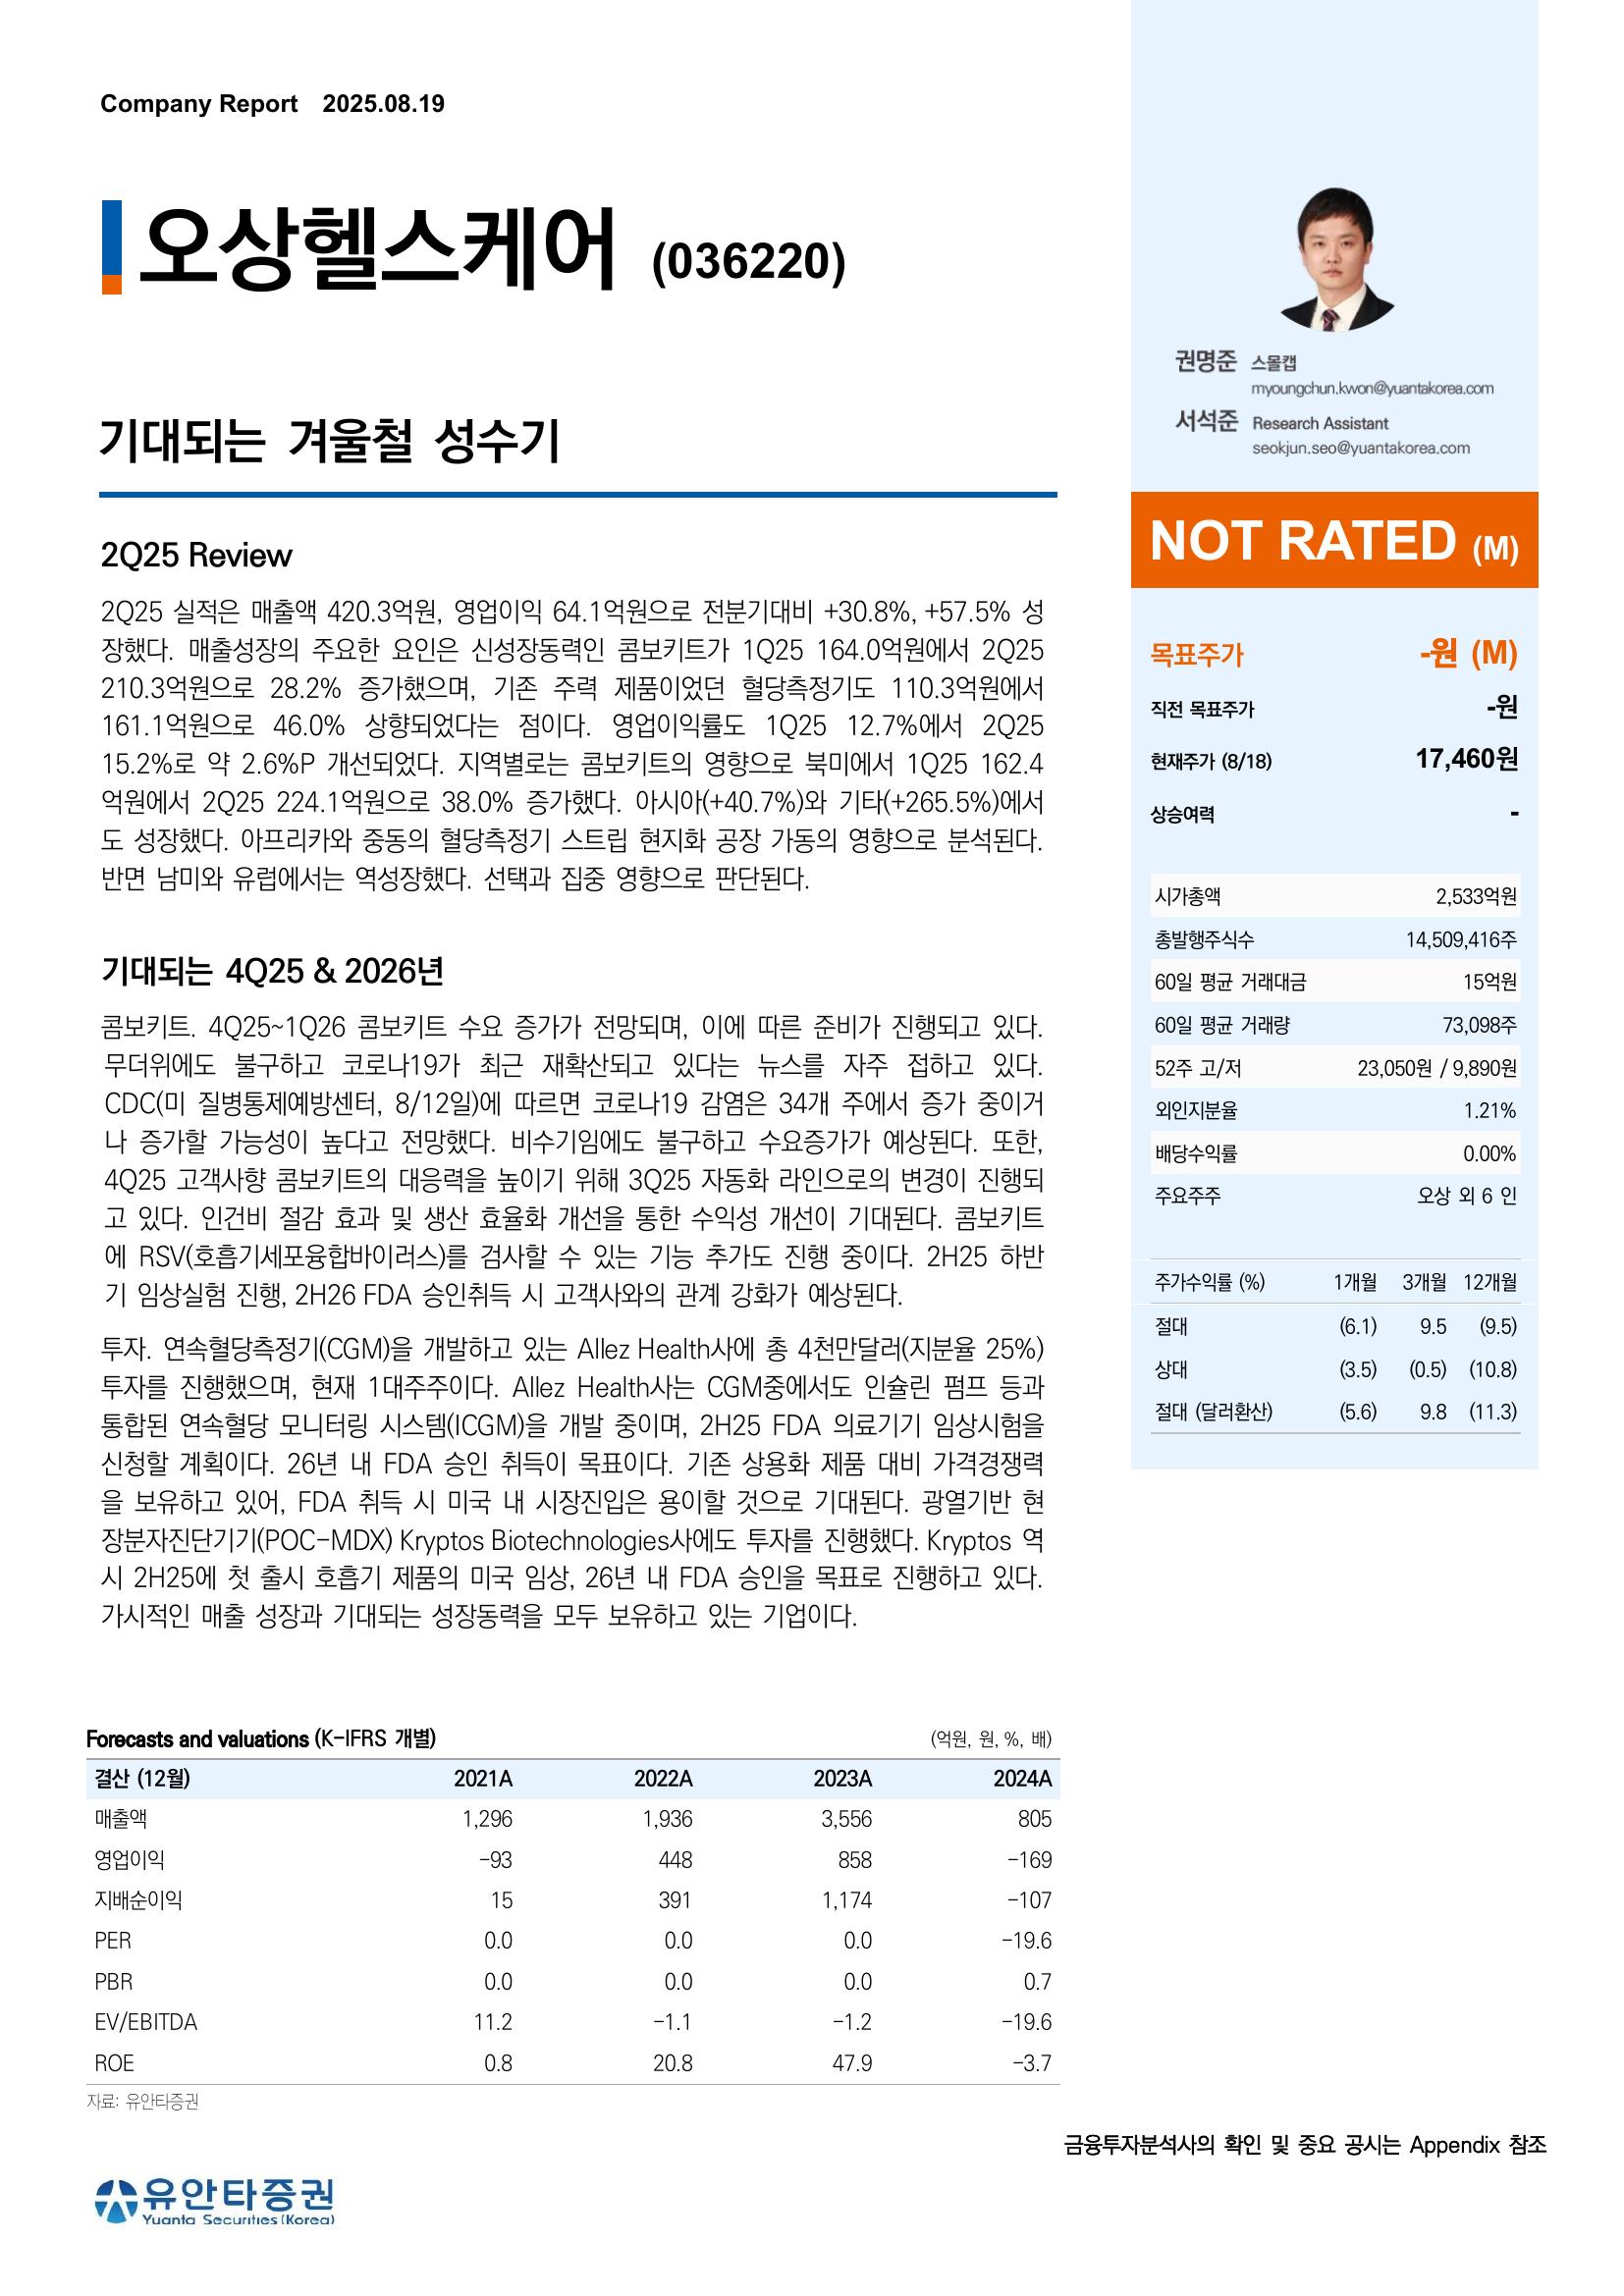 Company Report 2025.08.19
오상헬스케어 (036220)
기대되는 겨울철 성수기
2Q25 Review
2Q25 실적은 매출액 420.3억원, 영업이익 64.1억원으로 전분기대비 +30.8%, +57.5% 성
장했다. 매출성장의 주요한 요인은 신성장동력인 콤보키트가 1Q25 164.0억원에서 2Q25
210.3억원으로 28.2% 증가했으며, 기존 주력 제품이었던 혈당측정기도 110.3억원에서
161.1억원으로 46.0% 상향되었다는 점이다. 영업이익률도 1Q25 12.7%에서 2Q25
15.2%로 약 2.6%P 개선되었다. 지역별로는 콤보키트의 영향으로 북미에서 1Q25 162.4
억원에서 2Q25 224.1억원으로 38.0% 증가했다. 아시아(+40.7%)와 기타(+265.5%)에서
도 성장했다. 아프리카와 중동의 혈당측정기 스트립 현지화 공장 가동의 영향으로 분석된다.
반면 남미와 유럽에서는 역성장했다. 선택과 집중 영향으로 판단된다.
기대되는 4Q25 & 2026년
콤보키트. 4Q25~1Q26 콤보키트 수요 증가가 전망되며, 이에 따른 준비가 진행되고 있다.
무더위에도 불구하고 코로나19가 최근 재확산되고 있다는 뉴스를 자주 접하고 있다.
CDC(미 질병통제예방센터, 8/12일)에 따르면 코로나19 감염은 34개 주에서 증가 중이거
나 증가할 가능성이 높다고 전망했다. 비수기임에도 불구하고 수요증가가 예상된다. 또한,
4Q25 고객사향 콤보키트의 대응력을 높이기 위해 3Q25 자동화 라인으로의 변경이 진행되
고 있다. 인건비 절감 효과 및 생산 효율화 개선을 통한 수익성 개선이 기대된다. 콤보키트
에 RSV(호흡기세포융합바이러스)를 검사할 수 있는 기능 추가도 진행 중이다. 2H25 하반
기 임상실험 진행, 2H26 FDA 승인취득 시 고객사와의 관계 강화가 예상된다.
투자. 연속혈당측정기(CGM)을 개발하고 있는 Allez Health사에 총 4천만달러(지분율 25%)
투자를 진행했으며, 현재 1대주주이다. Allez Health사는 CGM중에서도 인슐린 펌프 등과
통합된 연속혈당 모니터링 시스템(ICGM)을 개발 중이며, 2H25 FDA 의료기기 임상시험을
신청할 계획이다. 26년 내 FDA 승인 취득이 목표이다. 기존 상용화 제품 대비 가격경쟁력
을 보유하고 있어, FDA 취득 시 미국 내 시장진입은 용이할 것으로 기대된다. 광열기반 현
장분자진단기기(POC-MDX) Kryptos Biotechnologies사에도 투자를 진행했다. Kryptos 역
시 2H25에 첫 출시 호흡기 제품의 미국 임상, 26년 내 FDA 승인을 목표로 진행하고 있다.
가시적인 매출 성장과 기대되는 성장동력을 모두 보유하고 있는 기업이다.
Forecasts and valuations (K-IFRS 개별) (억원, 원, %, 배)
결산 (12월) 2021A 2022A 2023A 2024A
매출액 1,296 1,936 3,556 805
영업이익 -93 448 858 -169
지배순이익 15 391 1,174 -107
PER 0.0 0.0 0.0 -19.6
PBR 0.0 0.0 0.0 0.7
EV/EBITDA 11.2 -1.1 -1.2 -19.6
ROE 0.8 20.8 47.9 -3.7
자료: 유안타증권
권명준 스몰캡
myoungchun.kwon@yuantakorea.com
서석준 Research Assistant
seokjun.seo@yuantakorea.com
NOT RATED (M)
목표주가 -원 (M)
직전 목표주가 -원
현재주가 (8/18) 17,460원
상승여력 -
시가총액 2,533억원
총발행주식수 14,509,416주
60일 평균 거래대금 15억원
60일 평균 거래량 73,098주
52주 고/저 23,050원 / 9,890원
외인지분율 1.21%
배당수익률 0.00%
주요주주 오상 외 6 인
주가수익률 (%) 1개월 3개월 12개월
절대 (6.1) 9.5 (9.5)
상대 (3.5) (0.5) (10.8)
절대 (달러환산) (5.6) 9.8 (11.3)
금융투자분석사의 확인 및 중요 공시는 Appendix 참조
유안타증권
Yuanta Securities (Korea)